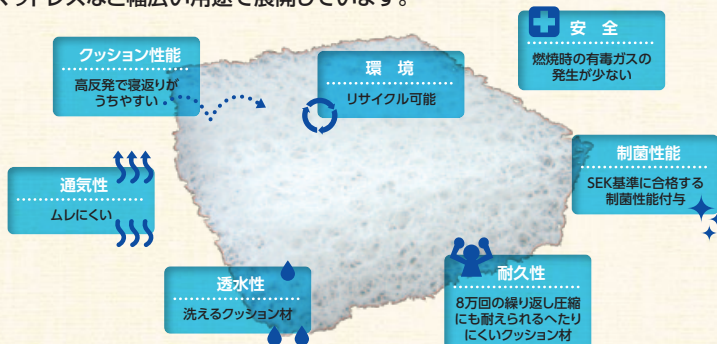 マットレスなど幅広い用途で展開しています。
クッション性能
高反発で寝返りが
うちやすい
環 境
リサイクル可能
安 全
燃焼時の有毒ガスの
発生が少ない
通気性
ムレにくい
制菌性能
SEK基準に合格する
制菌性能付与
透水性
洗えるクッション材
耐久性
8万回の繰り返し圧縮
にも耐えられるへたり
にくいクッション材